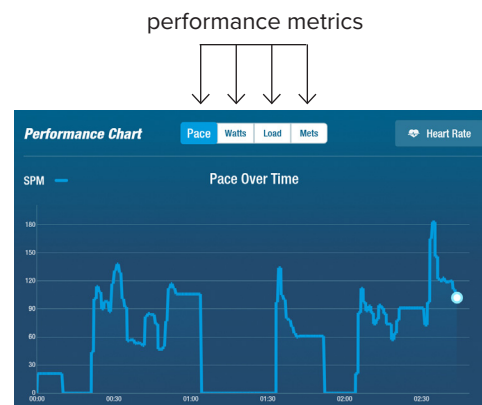 performance metrics
Performance Chart
Pace Watts Load Mets
Heart Rate
SPM
Pace Over Time
180
150
120
90
60
30
0
00:00 00:30 01:00 01:30 02:00 02:30